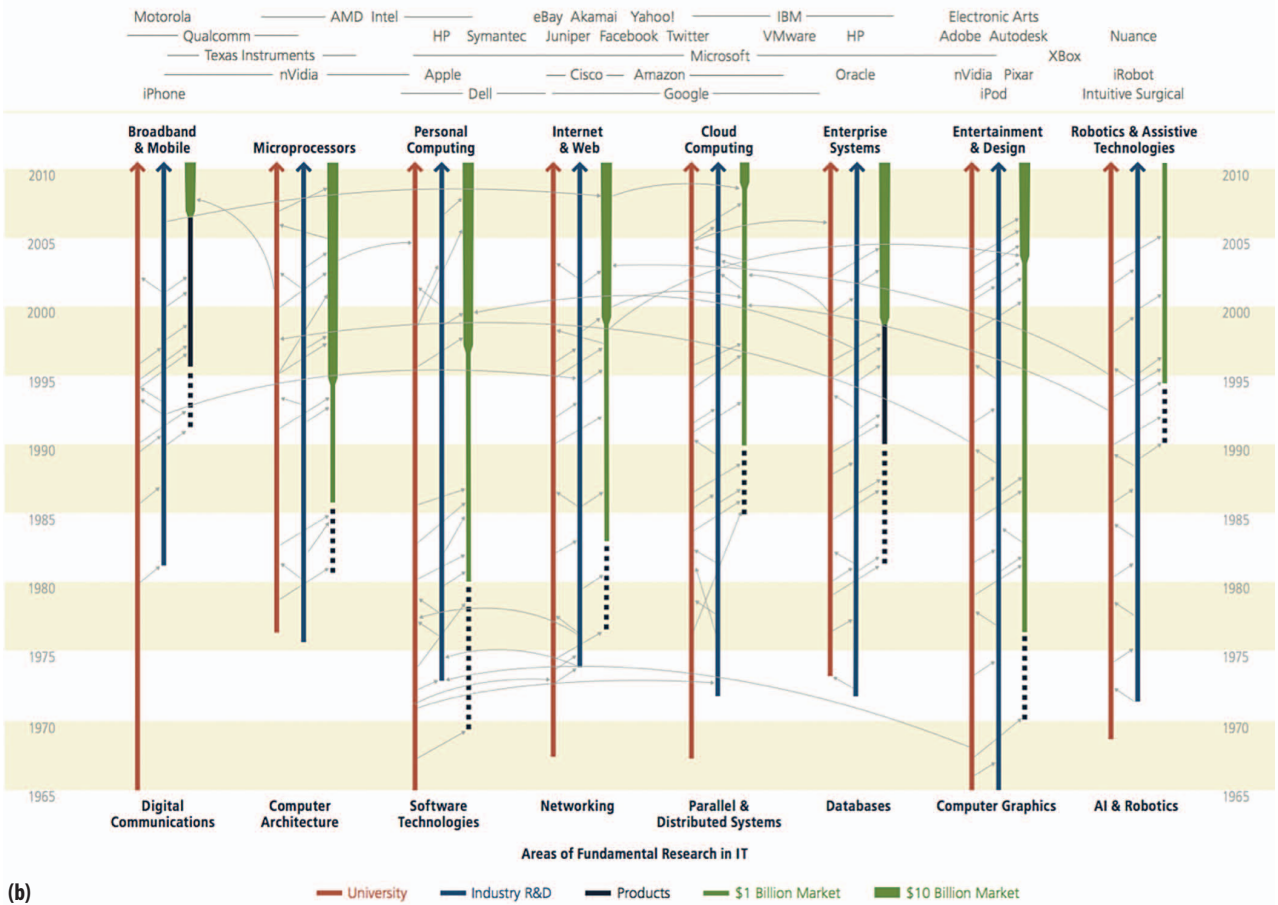 Motorola AMD Intel eBay Akamai Yahoo! IBM Electronic Arts
Qualcomm HP Symantec Juniper Facebook Twitter VMware HP Adobe Autodesk Nuance
Texas Instruments Microsoft XBox
nVidia Apple Cisco Amazon Oracle nVidia Pixar iRobot
iPhone Dell Google iPod Intuitive Surgical
Broadband Personal Internet Cloud Enterprise Entertainment Robotics & Assistive
& Mobile Microprocessors Computing & Web Computing Systems & Design Technologies
2010 2010
2005 2005
2000 2000
1995 1995
1990 1990
1985 1985
1980 1980
1975 1975
1970 1970
1965 1965
Digital Computer Software Networking Parallel & Databases Computer Graphics AI & Robotics
Communications Architecture Technologies Distributed Systems
Areas of Fundamental Research in IT
(b) University Industry R&D Products $1 Billion Market $10 Billion Market